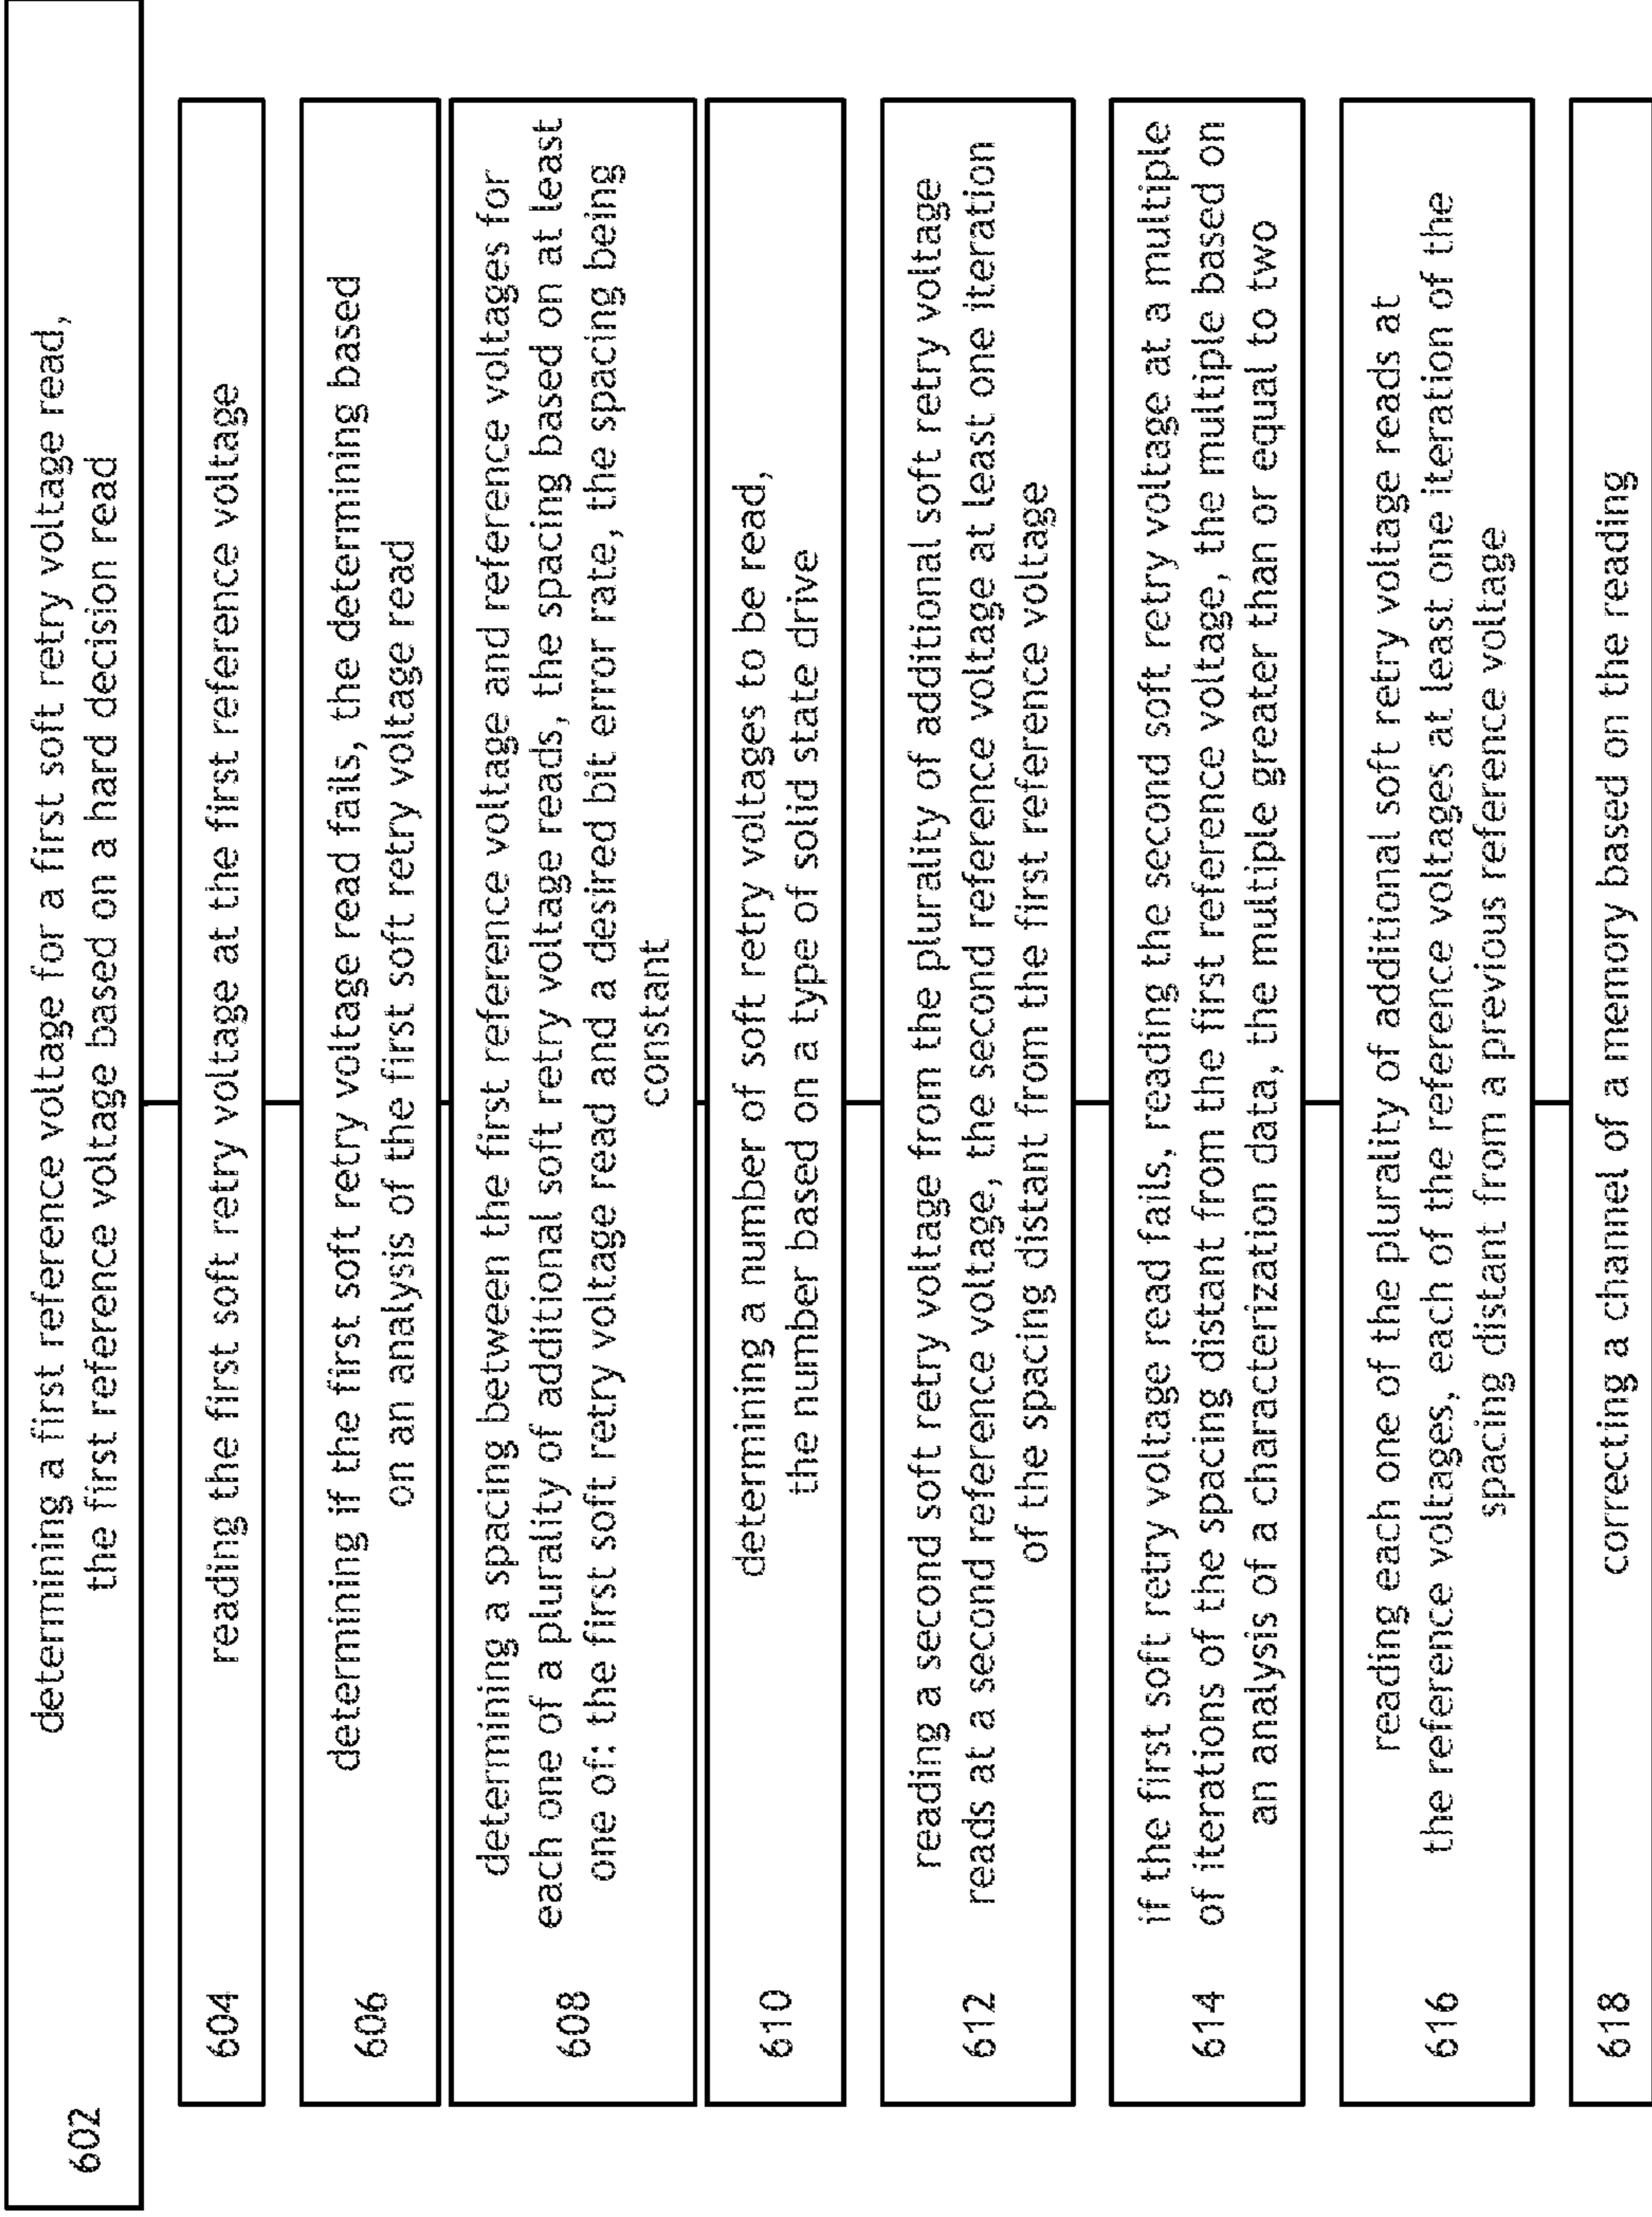 602
determining a first reference voltage for a first soft retry voltage read,
the first reference voltage based on a hard decision read
604
reading the first soft retry voltage at the first reference voltage
606
determining if the first soft retry voltage read fails, the determining based
on an analysis of the first soft retry voltage read
608
determining a spacing between the first reference voltage and reference voltages for
each one of a plurality of additional soft retry voltage reads, the spacing based on at least
one of: the first soft retry voltage read and a desired bit error rate, the spacing being
constant
610
determining a number of soft retry voltages to be read,
the number based on a type of solid state drive
612
reading a second soft retry voltage from the plurality of additional soft retry voltage
reads at a second reference voltage, the second reference voltage at least one iteration
of the spacing distant from the first reference voltage
614
if the first soft retry voltage read fails, reading the second soft retry voltage at a multiple
of iterations of the spacing distant from the first reference voltage, the multiple based on
an analysis of a characterization data, the multiple greater than or equal to two
616
reading each one of the plurality of additional soft retry voltage reads at
the reference voltages, each of the reference voltages at least one iteration of the
spacing distant from a previous reference voltage
618
correcting a channel of a memory based on the reading